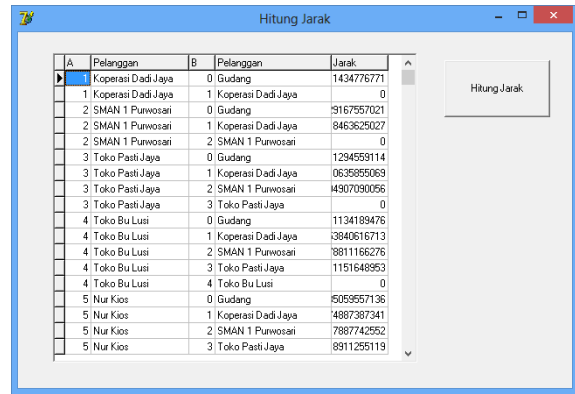 Hitung Jarak
A Pelanggan B Pelanggan Jarak
1 Koperasi Dadi Jaya 0 Gudang 1434776771
1 Koperasi Dadi Jaya 1 Koperasi Dadi Jaya 0
2 SMAN 1 Purwosari 0 Gudang 9167557021
2 SMAN 1 Purwosari 1 Koperasi Dadi Jaya 8463625027
2 SMAN 1 Purwosari 2 SMAN 1 Purwosari 0
3 Toko Pasti Jaya 0 Gudang 1294559114
3 Toko Pasti Jaya 1 Koperasi Dadi Jaya 0635855069
3 Toko Pasti Jaya 2 SMAN 1 Purwosari 4907090056
3 Toko Pasti Jaya 3 Toko Pasti Jaya 0
4 Toko Bu Lusi 0 Gudang 1134189476
4 Toko Bu Lusi 1 Koperasi Dadi Jaya 3840616713
4 Toko Bu Lusi 2 SMAN 1 Purwosari 8811166276
4 Toko Bu Lusi 3 Toko Pasti Jaya 1151648953
4 Toko Bu Lusi 4 Toko Bu Lusi 0
5 Nur Kios 0 Gudang 5059557136
5 Nur Kios 1 Koperasi Dadi Jaya 4887387341
5 Nur Kios 2 SMAN 1 Purwosari 7887742552
5 Nur Kios 3 Toko Pasti Jaya 8911255119
Hitung Jarak